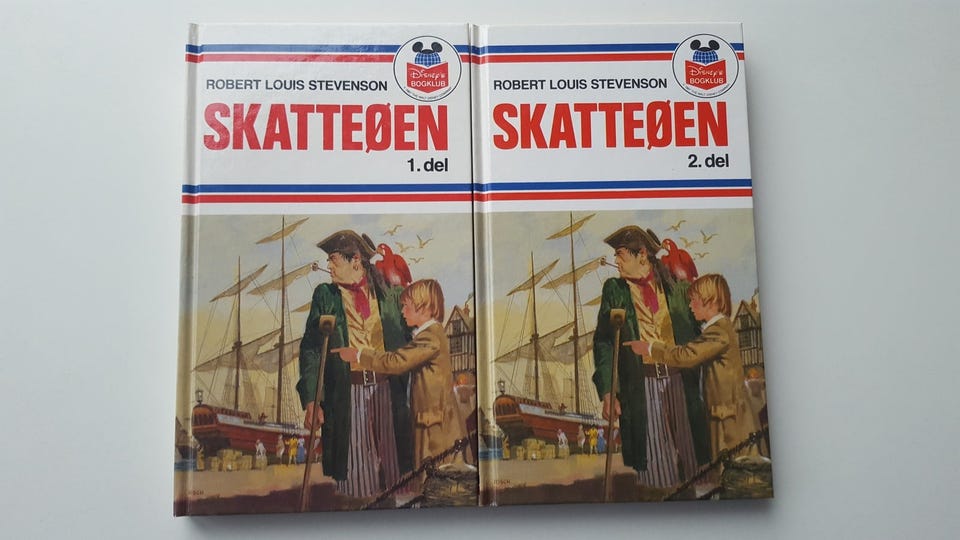 ROBERT LOUIS STEVENSON
SKATTEØEN
1. del
DISNEY'S
BOGKLUB
ROBERT LOUIS STEVENSON
SKATTEØEN
2. del
DISNEY'S
BOGKLUB